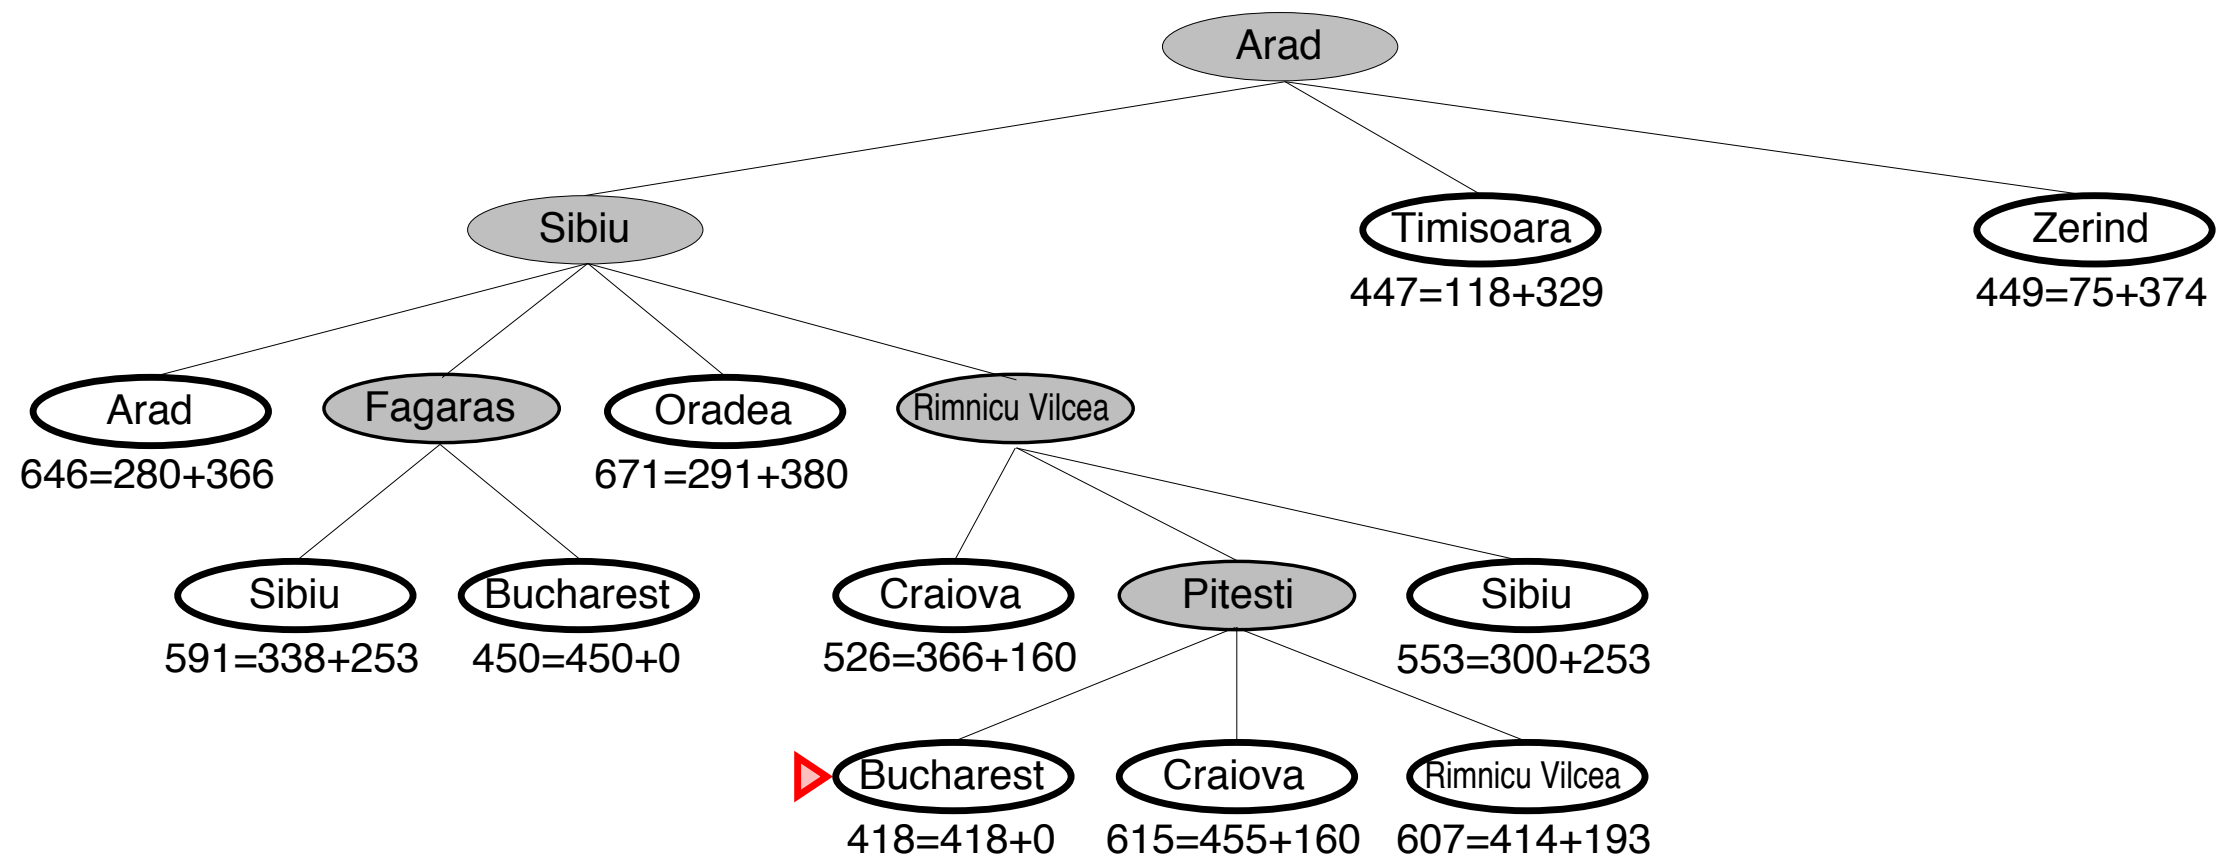 Arad
Sibiu
Timisoara
Zerind
447=118+329
449=75+374
Arad
Fagaras
Oradea
Rimnicu Vilcea
646=280+366
671=291+380
Sibiu
Bucharest
Craiova
Pitesti
Sibiu
591=338+253
450=450+0
526=366+160
553=300+253
Bucharest
Craiova
Rimnicu Vilcea
418=418+0
615=455+160
607=414+193